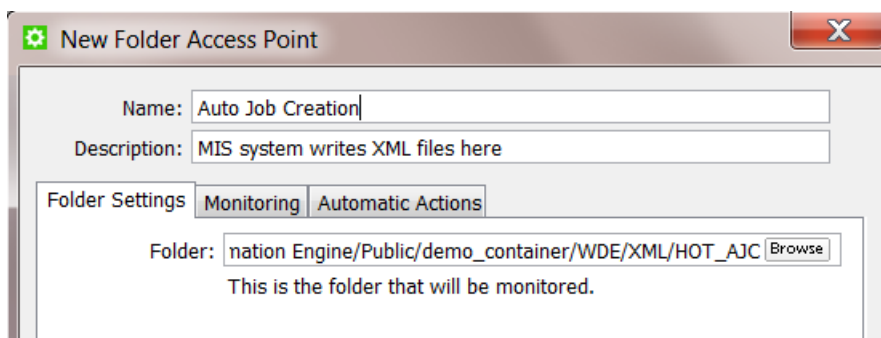 New Folder Access Point
Name: Auto Job Creation
Description: MIS system writes XML files here
Folder Settings Monitoring Automatic Actions
Folder: mation Engine/Public/demo_container/WDE/XML/HOT_AJC Browse
This is the folder that will be monitored.